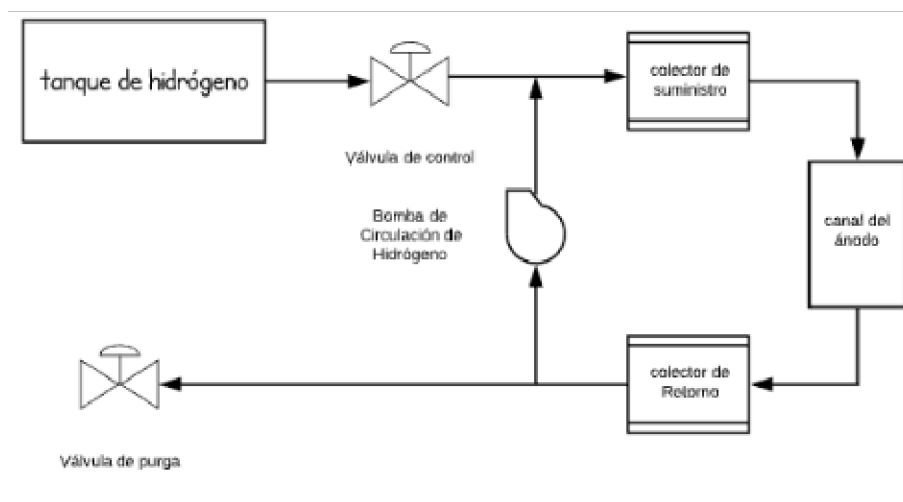 tanque de hidrógeno
colector de
suministro
Válvula de control
Bomba de
Circulación de
Hidrógeno
canal del
ánodo
colector de
Retorno
Válvula de purga